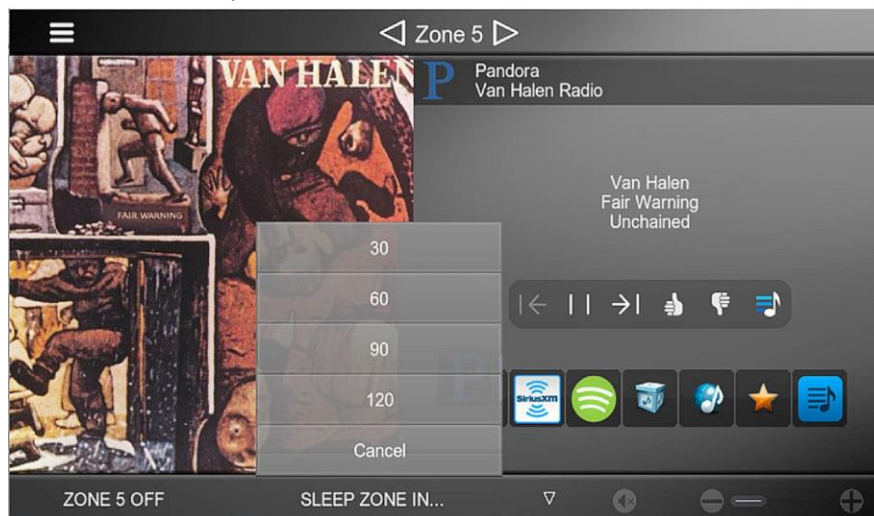 Zone 5
VAN HALEN
FAIR WARNING
P
Pandora
Van Halen Radio
Van Halen
Fair Warning
Unchained
30
60
90
120
Cancel
SiriusXM
ZONE 5 OFF
SLEEP ZONE IN...